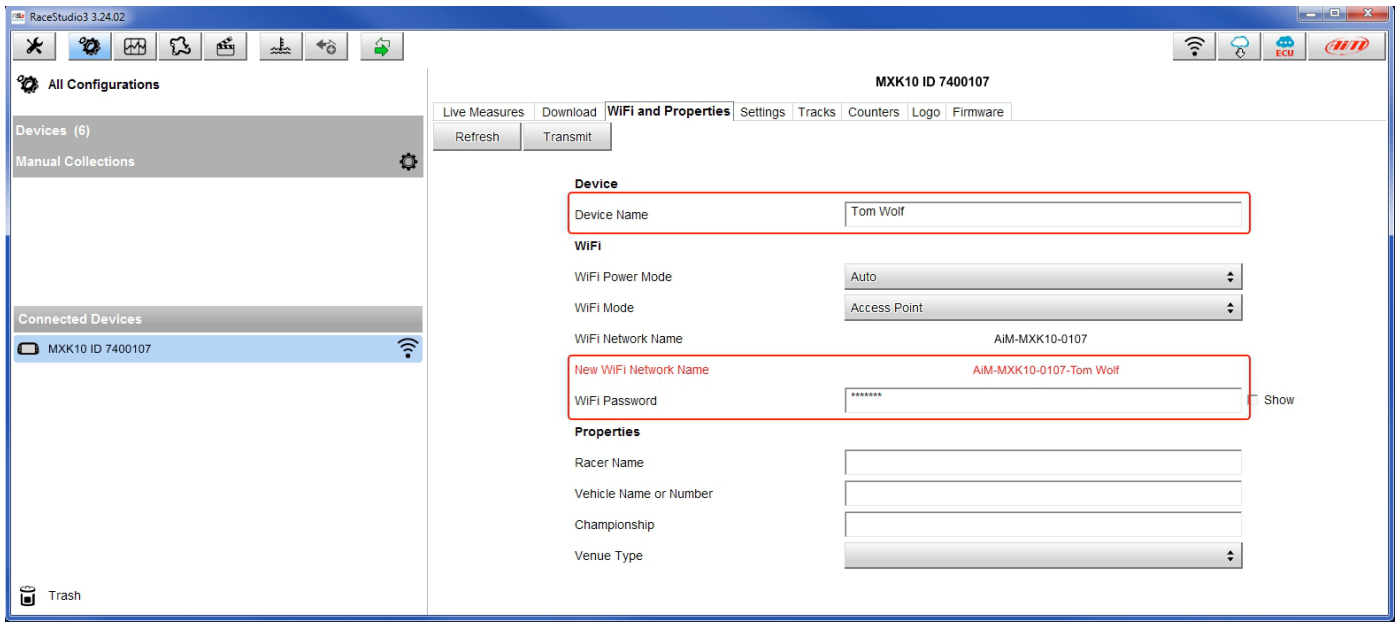 RaceStudio3 3.24.02
ECU
AiM
All Configurations
MXK10 ID 7400107
Live Measures Download WiFi and Properties Settings Tracks Counters Logo Firmware
Devices (6)
Refresh Transmit
Manual Collections
Device
Device Name Tom Wolf
WiFi
WiFi Power Mode Auto
WiFi Mode Access Point
Connected Devices
WiFi Network Name AiM-MXK10-0107
MXK10 ID 7400107
New WiFi Network Name AiM-MXK10-0107-Tom Wolf
WiFi Password ******* Show
Properties
Racer Name
Vehicle Name or Number
Championship
Venue Type
Trash